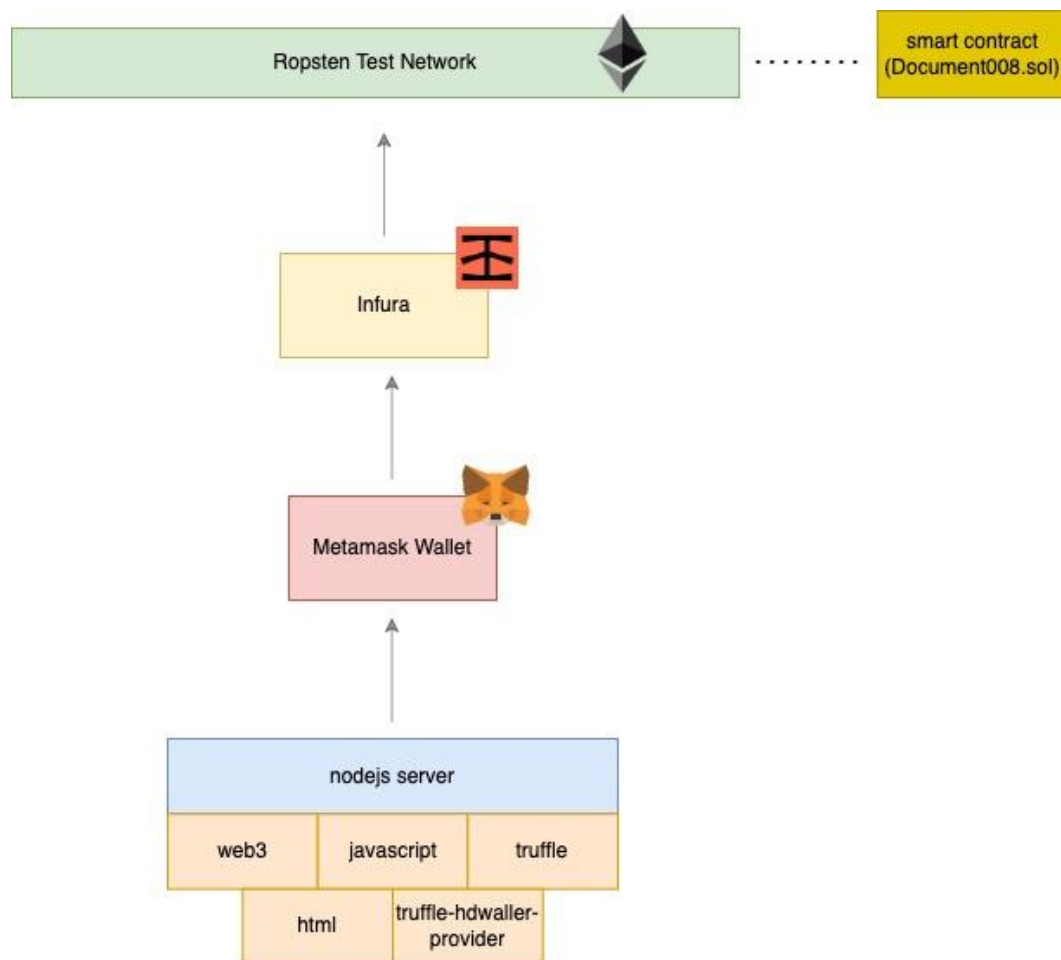 Ropsten Test Network
smart contract
(Document008.sol)
Infura
Metamask Wallet
nodejs server
web3
javascript
truffle
html
truffle-hdwaller-
provider